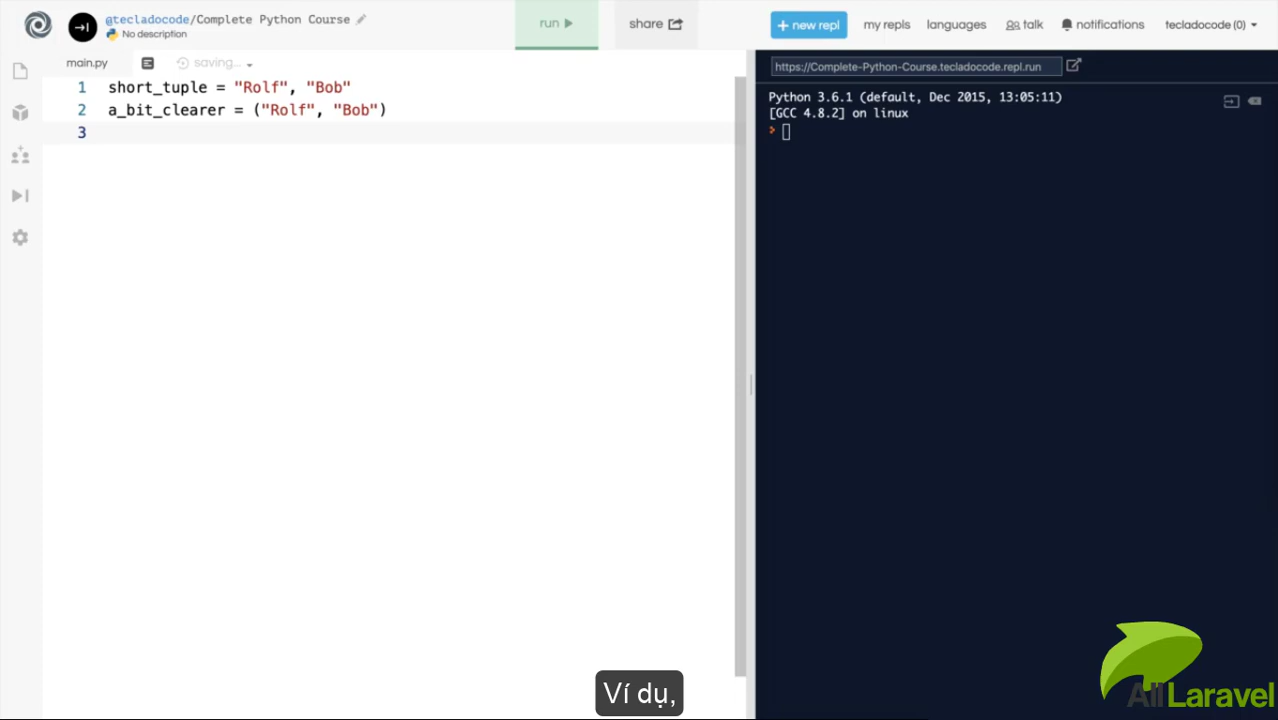 @tecladocode/Complete Python Course
No description
run
share
+ new repl
my repls
languages
talk
notifications
tecladocode (0)
main.py
saving...
1 short_tuple = "Rolf", "Bob"
2 a_bit_clearer = ("Rolf", "Bob")
3
https://Complete-Python-Course.tecladocode.repl.run
Python 3.6.1 (default, Dec 2015, 13:05:11)
[GCC 4.8.2] on linux
Ví dụ,
AllLaravel